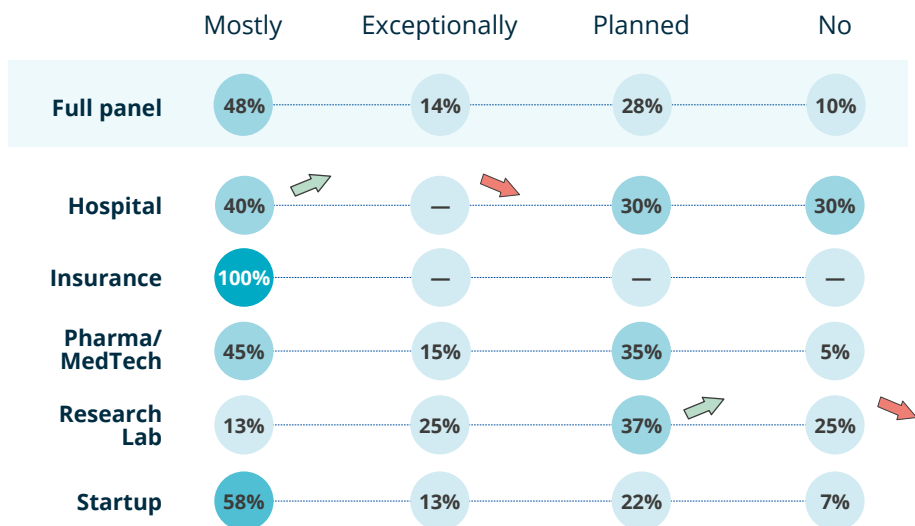 Mostly Exceptionally Planned No
Full panel 48% 14% 28% 10%
Hospital 40% — 30% 30%
Insurance 100% — — —
Pharma/
MedTech 45% 15% 35% 5%
Research
Lab 13% 25% 37% 25%
Startup 58% 13% 22% 7%